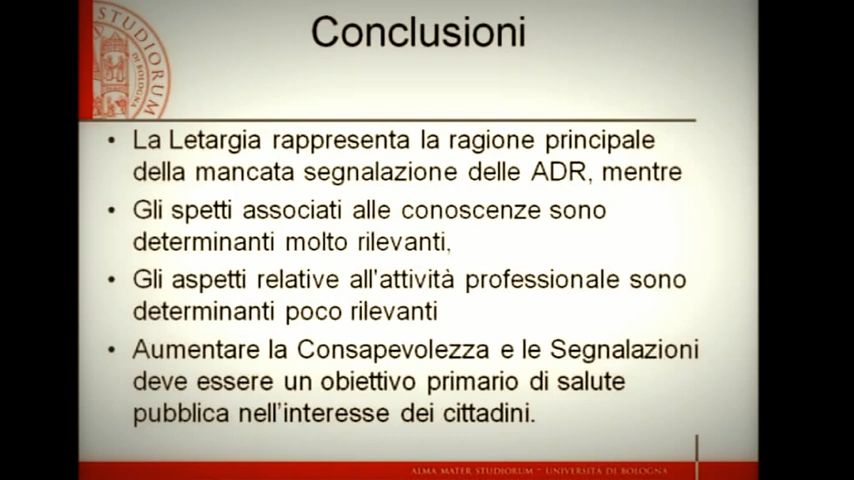 Conclusioni
STUDIORUM
DI BOLOGNA
• La Letargia rappresenta la ragione principale
della mancata segnalazione delle ADR, mentre
• Gli spetti associati alle conoscenze sono
determinanti molto rilevanti,
• Gli aspetti relative all'attività professionale sono
determinanti poco rilevanti
• Aumentare la Consapevolezza e le Segnalazioni
deve essere un obiettivo primario di salute
pubblica nell'interesse dei cittadini.
ALMA MATER STUDIORUM ~ UNIVERSITÀ DI BOLOGNA